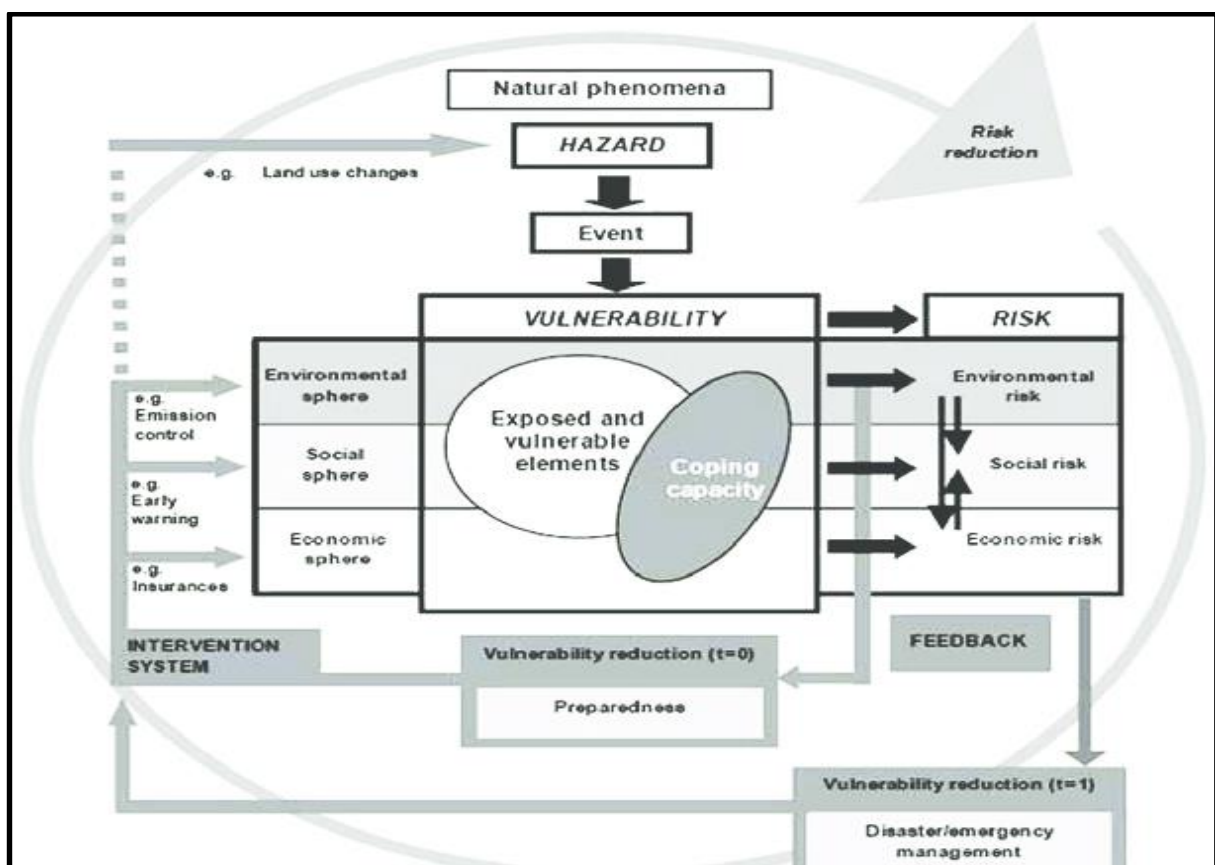 Natural phenomena
HAZARD
Risk
reduction
e.g. Land use changes
Event
VULNERABILITY
RISK
Environmental
sphere
Exposed and
vulnerable
elements
Coping
capacity
Environmental
risk
e.g.
Emission
control
Social
sphere
Social risk
e.g.
Early
warning
Economic
sphere
Economic risk
e.g.
Insurances
INTERVENTION
SYSTEM
Vulnerability reduction (t=0)
Preparedness
FEEDBACK
Vulnerability reduction (t=1)
Disaster/emergency
management